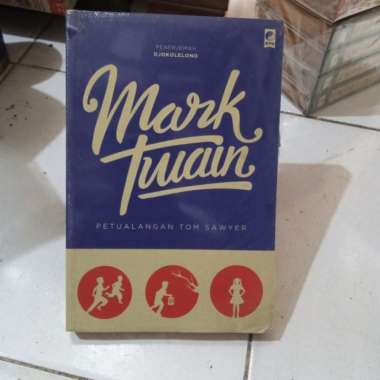 PENERJEMAH
DJOKOLELONO
Mark
Twain
PETUALANGAN TOM SAWYER